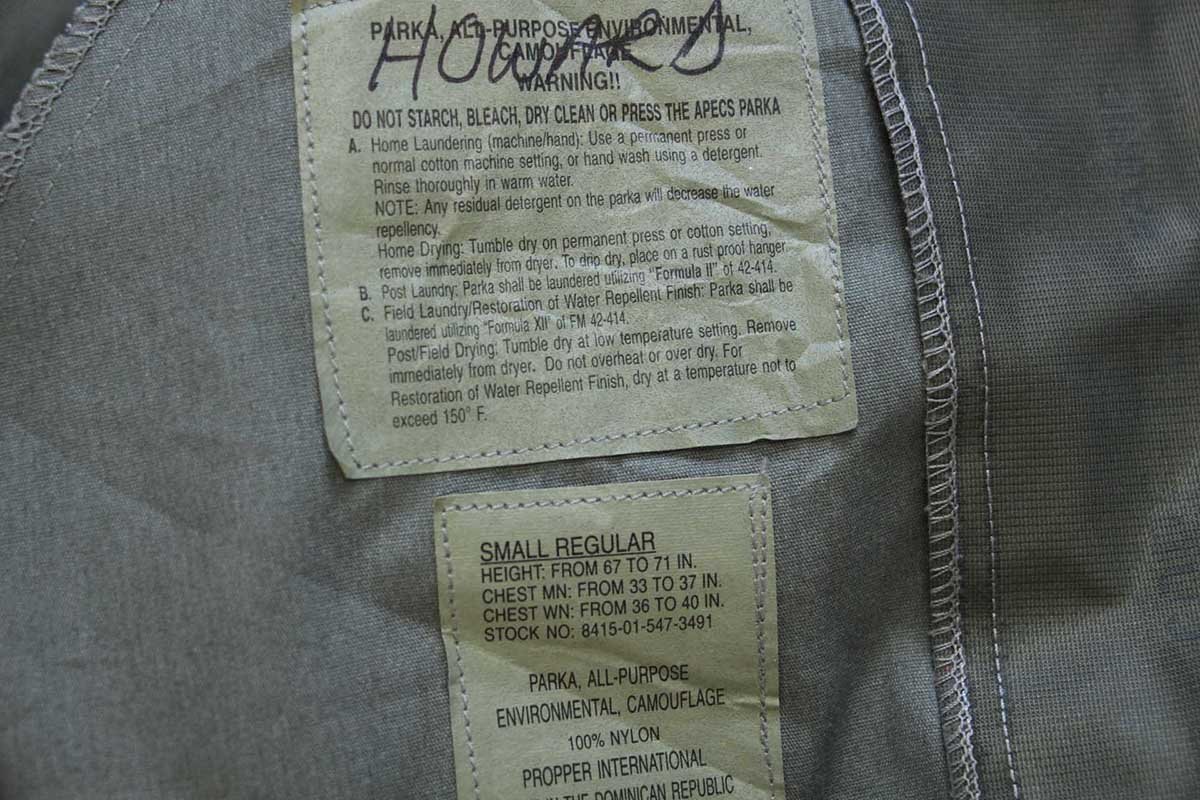 PARKA, ALL-PURPOSE ENVIRONMENTAL,
CAMOUFLAGE
HOWARD
WARNING!!
DO NOT STARCH, BLEACH, DRY CLEAN OR PRESS THE APECS PARKA
A. Home Laundering (machine/hand): Use a permanent press or
normal cotton machine setting, or hand wash using a detergent.
Rinse thoroughly in warm water.
NOTE: Any residual detergent on the parka will decrease the water
repellency.
Home Drying: Tumble dry on permanent press or cotton setting,
remove immediately from dryer. To drip dry, place on a rust proof hanger.
B. Post Laundry: Parka shall be laundered utilizing "Formula II" of 42-414.
C. Field Laundry/Restoration of Water Repellent Finish: Parka shall be
laundered utilizing "Formula XII" of FM 42-414.
Post/Field Drying: Tumble dry at low temperature setting. Remove
immediately from dryer. Do not overheat or over dry. For
Restoration of Water Repellent Finish, dry at a temperature not to
exceed 150° F.
SMALL REGULAR
HEIGHT: FROM 67 TO 71 IN.
CHEST MN: FROM 33 TO 37 IN.
CHEST WN: FROM 36 TO 40 IN.
STOCK NO: 8415-01-547-3491
PARKA, ALL-PURPOSE
ENVIRONMENTAL, CAMOUFLAGE
100% NYLON
PROPPER INTERNATIONAL
IN THE DOMINICAN REPUBLIC